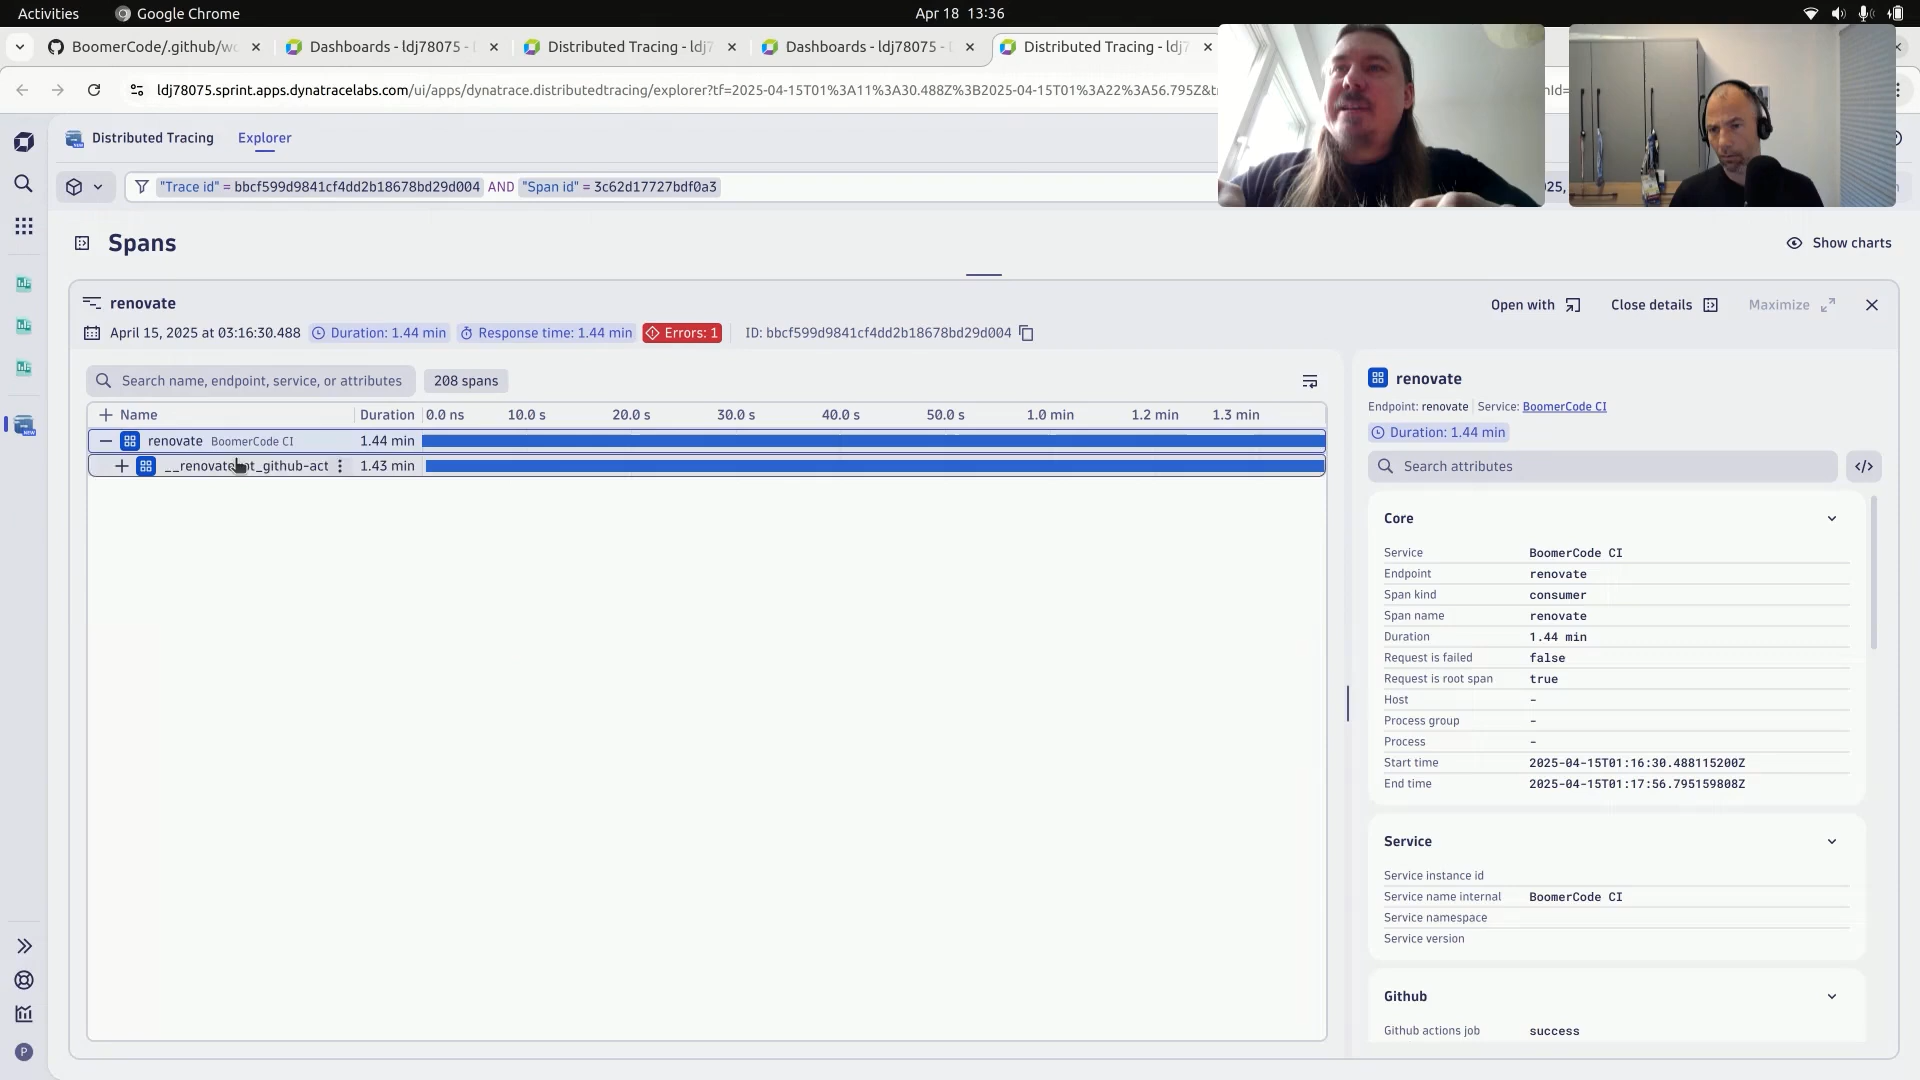 Activities
Google Chrome
Apr 18 13:36
BoomerCode/.github/wo
Dashboards - ldj78075 -
Distributed Tracing - ldj7
Dashboards - ldj78075 -
Distributed Tracing - ldj7
ldj78075.sprint.apps.dynatracelabs.com/ui/apps/dynatrace.distributedtracing/explorer?tf=2025-04-15T01%3A11%3A30.488Z%3B2025-04-15T01%3A22%3A56.795Z&t
Distributed Tracing
Explorer
"Trace id" = bbcf599d9841cf4dd2b18678bd29d004 AND "Span id" = 3c62d17727bdf0a3
Spans
Show charts
renovate
Open with
Close details
Maximize
April 15, 2025 at 03:16:30.488
Duration: 1.44 min
Response time: 1.44 min
Errors: 1
ID: bbcf599d9841cf4dd2b18678bd29d004
Search name, endpoint, service, or attributes
208 spans
Name
Duration
0.0 ns
10.0 s
20.0 s
30.0 s
40.0 s
50.0 s
1.0 min
1.2 min
1.3 min
renovate BoomerCode CI
1.44 min
1.43 min
renovate
Endpoint: renovate
Service: BoomerCode CI
Duration: 1.44 min
Search attributes
</>
Core
Service BoomerCode CI
Endpoint renovate
Span kind consumer
Span name renovate
Duration 1.44 min
Request is failed false
Request is root span true
Host -
Process group -
Process -
Start time 2025-04-15T01:16:30.488115200Z
End time 2025-04-15T01:17:56.795159808Z
Service
Service instance id
Service name internal BoomerCode CI
Service namespace
Service version
Github
Github actions job success
P